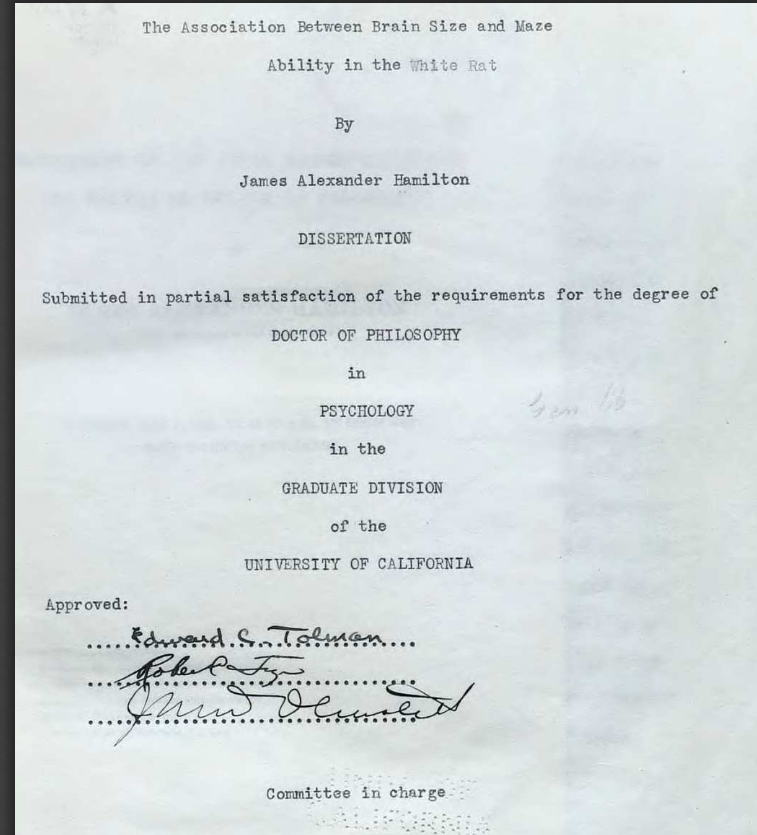 The Association Between Brain Size and Maze
Ability in the White Rat
By
James Alexander Hamilton
DISSERTATION
Submitted in partial satisfaction of the requirements for the degree of
DOCTOR OF PHILOSOPHY
in
PSYCHOLOGY
in the
GRADUATE DIVISION
of the
UNIVERSITY OF CALIFORNIA
Approved:
Edward C. Tolman
Robert
Committee in charge